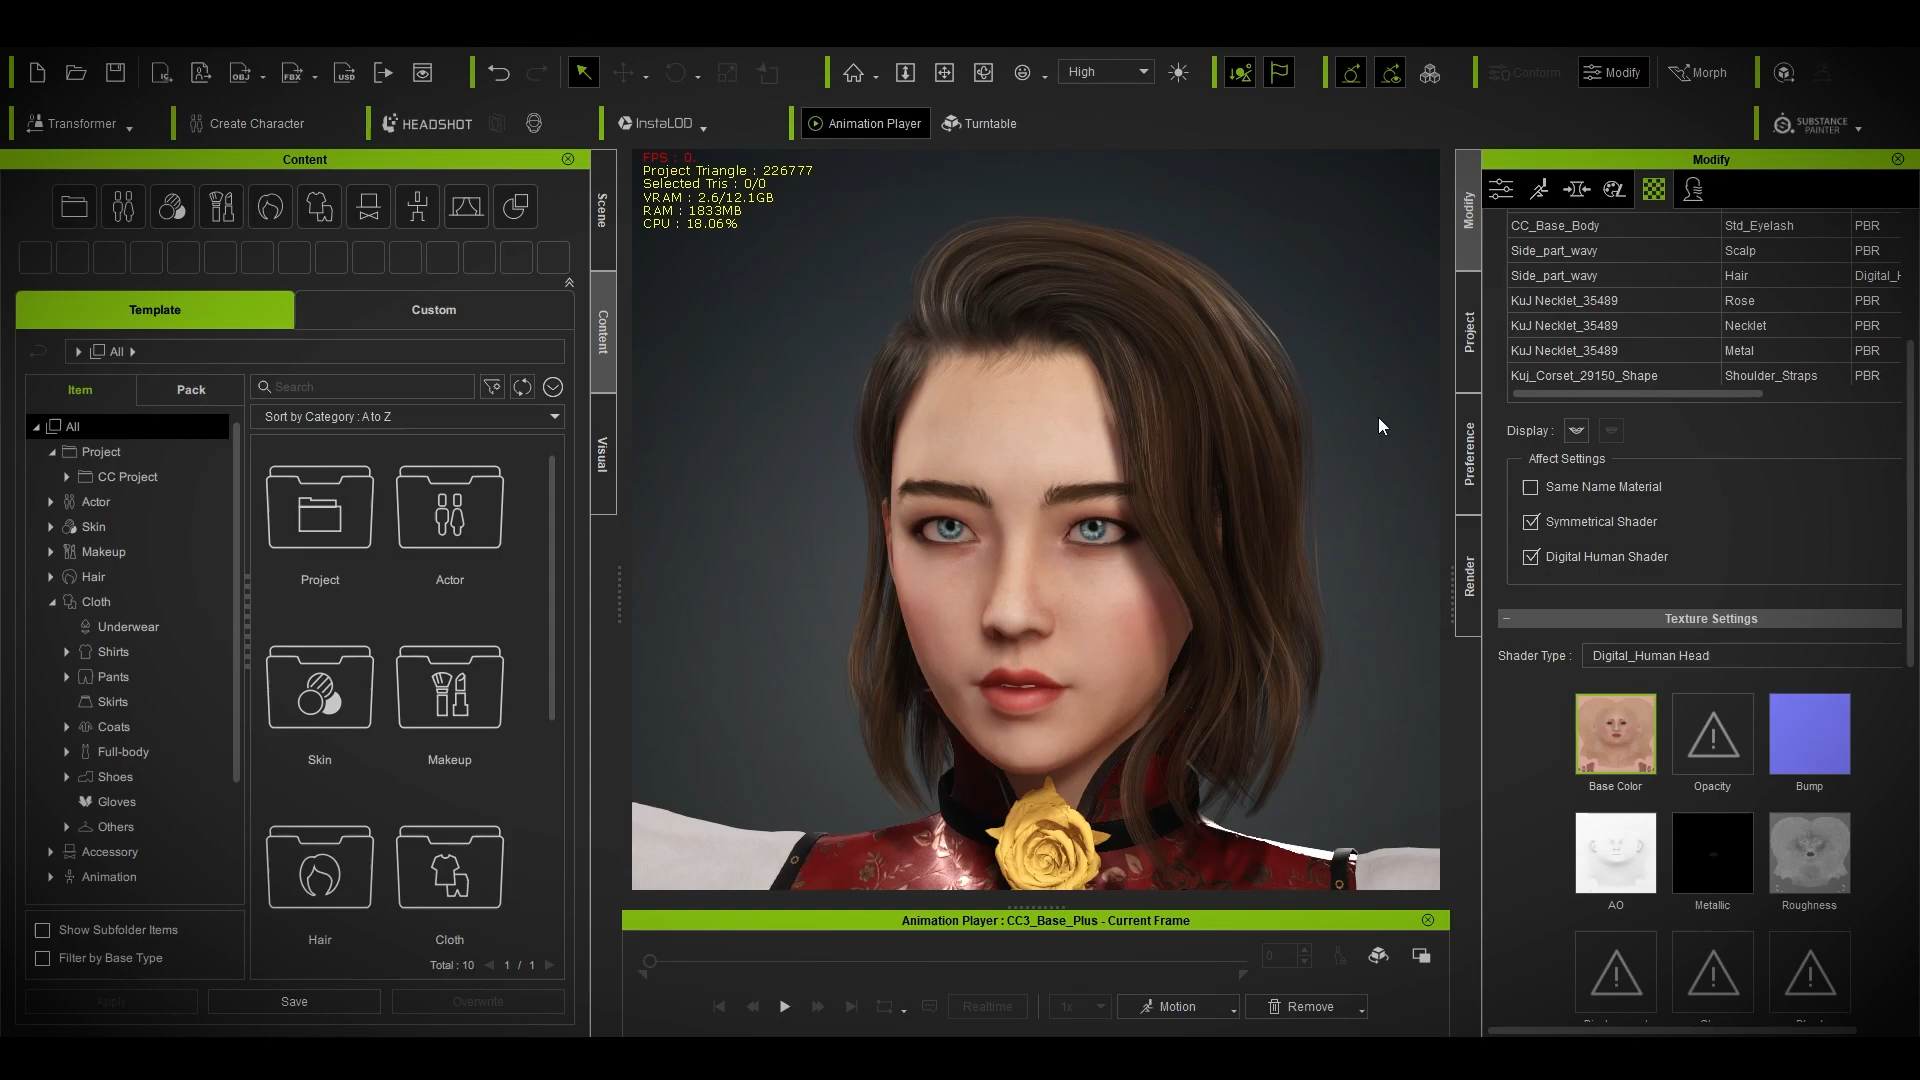 High
Conform
Modify
Morph
Transformer
Create Character
HEADSHOT
InstaLOD
Animation Player
Turntable
SUBSTANCE
PAINTER
Content
Template
Custom
All
Item
Pack
Search
Sort by Category : A to Z
All
Project
CC Project
Actor
Skin
Makeup
Hair
Cloth
Underwear
Shirts
Pants
Skirts
Coats
Full-body
Shoes
Gloves
Others
Accessory
Animation
Project
Actor
Skin
Makeup
Hair
Cloth
Total : 10
1 / 1
Show Subfolder Items
Filter by Base Type
Apply
Save
Overwrite
Scene
Content
Visual
FPS : 0.
Project Triangle : 226777
Selected Tris : 0/0
VRAM : 2.6/12.1GB
RAM : 1833MB
CPU : 18.06%
Animation Player : CC3_Base_Plus - Current Frame
0
Realtime
1x
Motion
Remove
Modify
Project
Preference
Render
Modify
CC_Base_Body Std_Eyelash PBR
Side_part_wavy Scalp PBR
Side_part_wavy Hair Digital_H
KuJ Necklet_35489 Rose PBR
KuJ Necklet_35489 Necklet PBR
KuJ Necklet_35489 Metal PBR
Kuj_Corset_29150_Shape Shoulder_Straps PBR
Display :
Affect Settings
Same Name Material
Symmetrical Shader
Digital Human Shader
Texture Settings
Shader Type : Digital_Human Head
Base Color
Opacity
Bump
AO
Metallic
Roughness